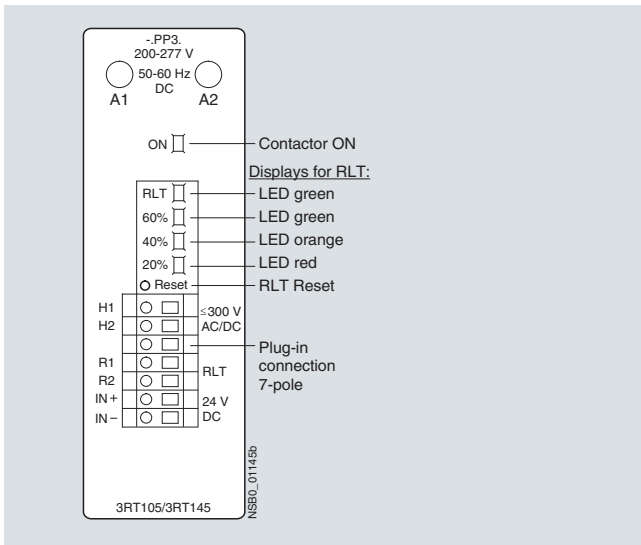 -.PP3.
200-277 V
50-60 Hz
DC
A1 A2
ON Contactor ON
Displays for RLT:
RLT LED green
60% LED green
40% LED orange
20% LED red
Reset RLT Reset
H1 ≤300 V
H2 AC/DC
Plug-in
connection
7-pole
R1
R2 RLT
IN+ 24 V
IN– DC
NSB0_01145b
3RT105/3RT145